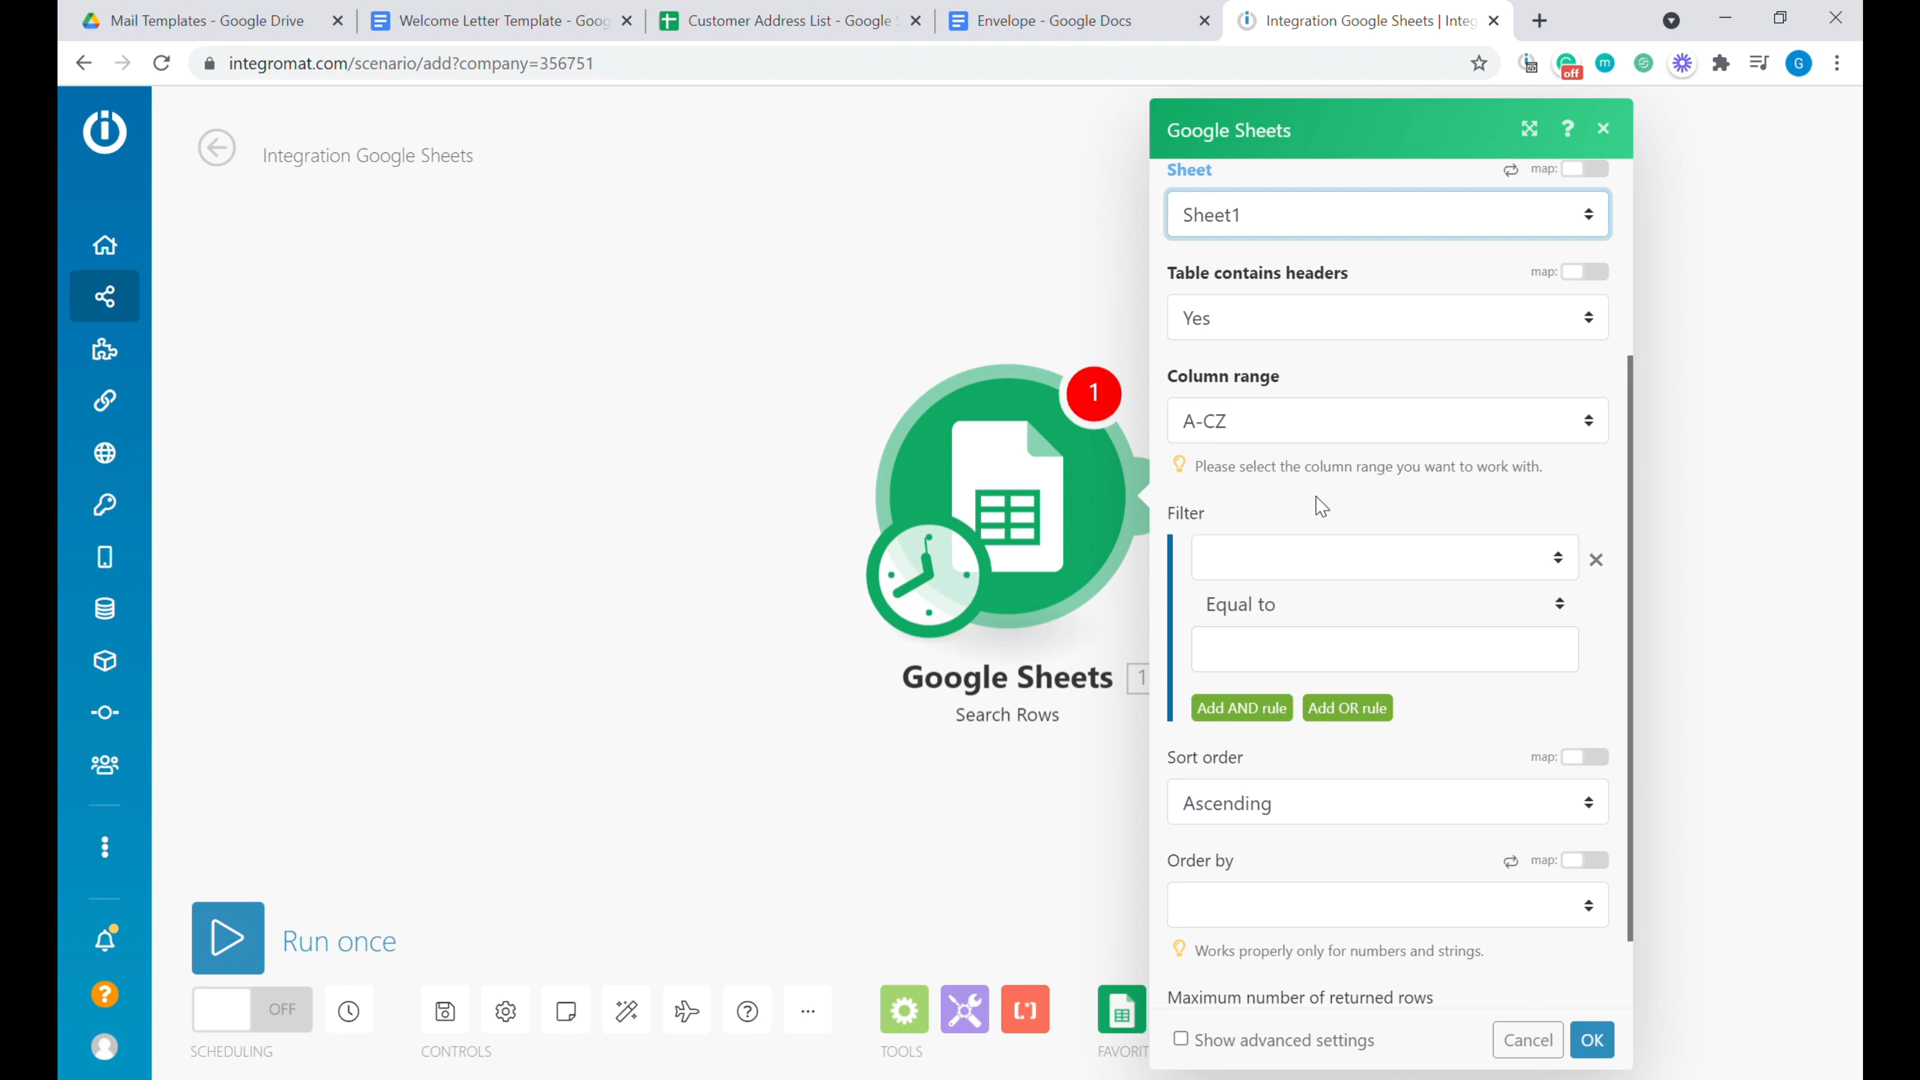 Mail Templates - Google Drive
Welcome Letter Template - Goog
Customer Address List - Google S
Envelope - Google Docs
Integration Google Sheets | Integ
integromat.com/scenario/add?company=356751
off
m
G
Integration Google Sheets
1
Google Sheets 1
Search Rows
Google Sheets
?
Sheet
map:
Sheet1
Table contains headers
map:
Yes
Column range
A-CZ
Please select the column range you want to work with.
Filter
Equal to
Add AND rule
Add OR rule
Sort order
map:
Ascending
Order by
map:
Works properly only for numbers and strings.
Maximum number of returned rows
Show advanced settings
Cancel
OK
Run once
OFF
SCHEDULING
CONTROLS
TOOLS
FAVORIT